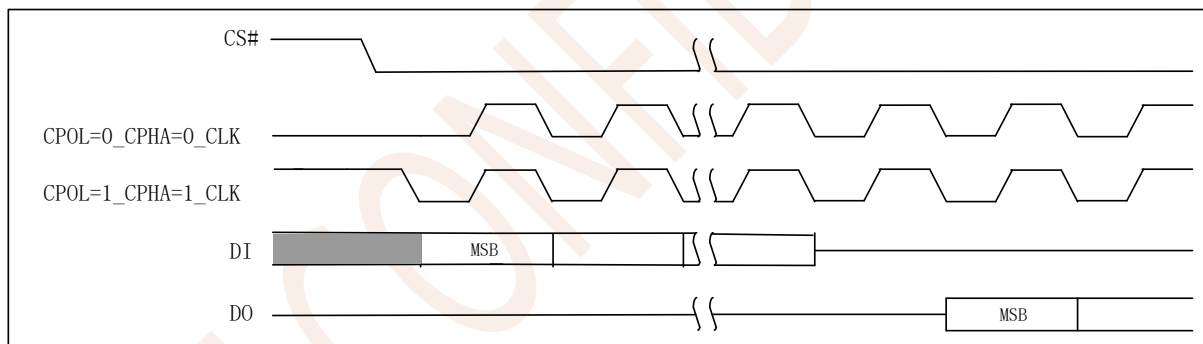 CS#
CPOL=0_CPHA=0_CLK
CPOL=1_CPHA=1_CLK
DI MSB
DO MSB